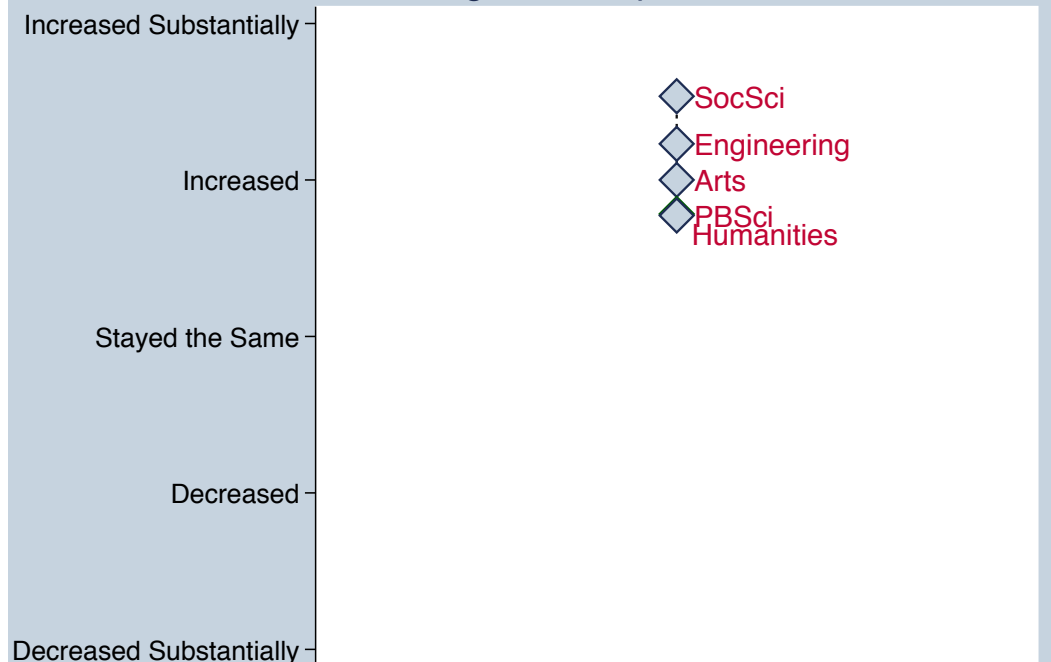 Increased Substantially
SocSci
Engineering
Increased
Arts
PBSci
Humanities
Stayed the Same
Decreased
Decreased Substantially